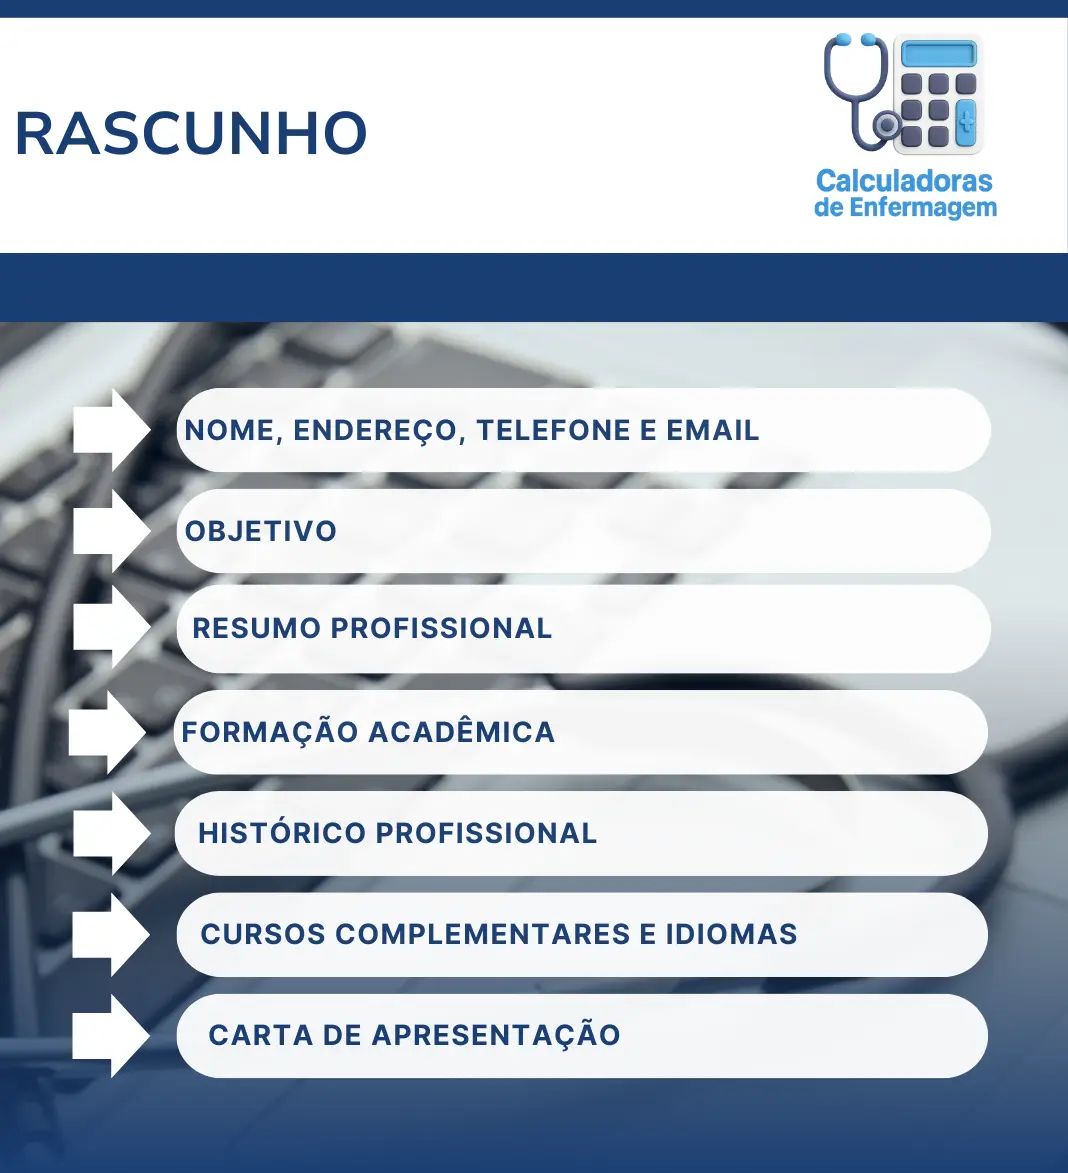 RASCUNHO
Calculadoras
de Enfermagem
NOME, ENDEREÇO, TELEFONE E EMAIL
OBJETIVO
RESUMO PROFISSIONAL
FORMAÇÃO ACADÊMICA
HISTÓRICO PROFISSIONAL
CURSOS COMPLEMENTARES E IDIOMAS
CARTA DE APRESENTAÇÃO